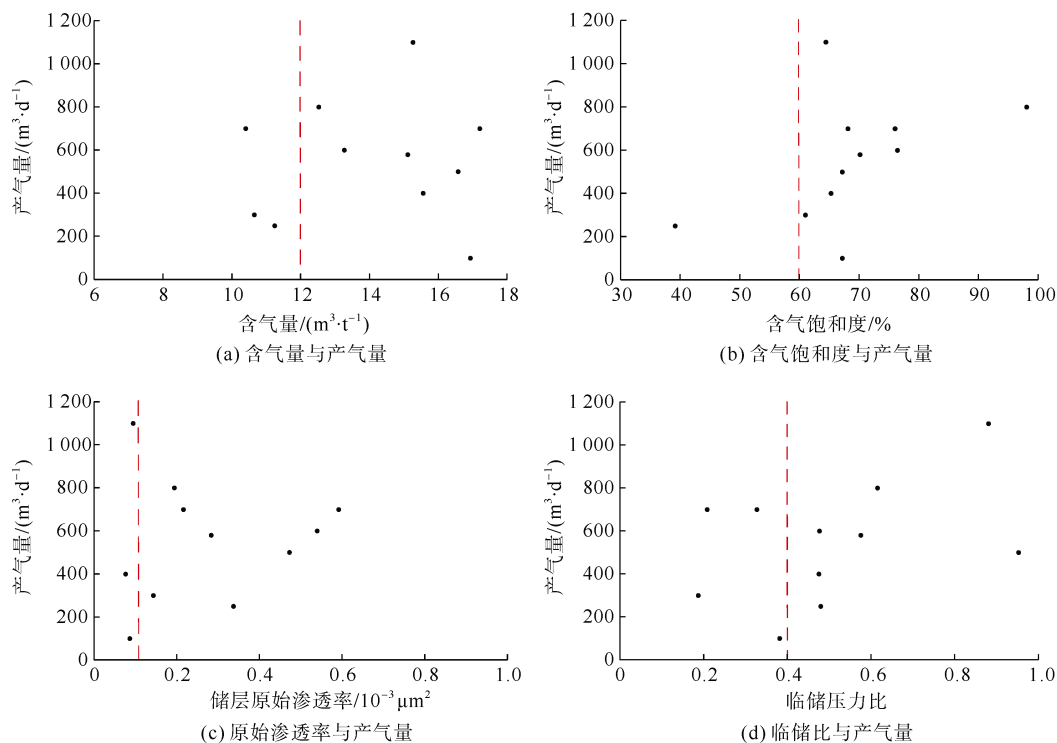 1 200
1 000
800
600
400
200
0
产气量/(m³·d⁻¹)
6 8 10 12 14 16 18
含气量/(m³·t⁻¹)
(a) 含气量与产气量
1 200
1 000
800
600
400
200
0
产气量/(m³·d⁻¹)
30 40 50 60 70 80 90 100
含气饱和度/%
(b) 含气饱和度与产气量
1 200
1 000
800
600
400
200
0
产气量/(m³·d⁻¹)
0 0.2 0.4 0.6 0.8 1.0
储层原始渗透率/10⁻³ μm²
(c) 原始渗透率与产气量
1 200
1 000
800
600
400
200
0
产气量/(m³·d⁻¹)
0 0.2 0.4 0.6 0.8 1.0
临储压力比
(d) 临储比与产气量